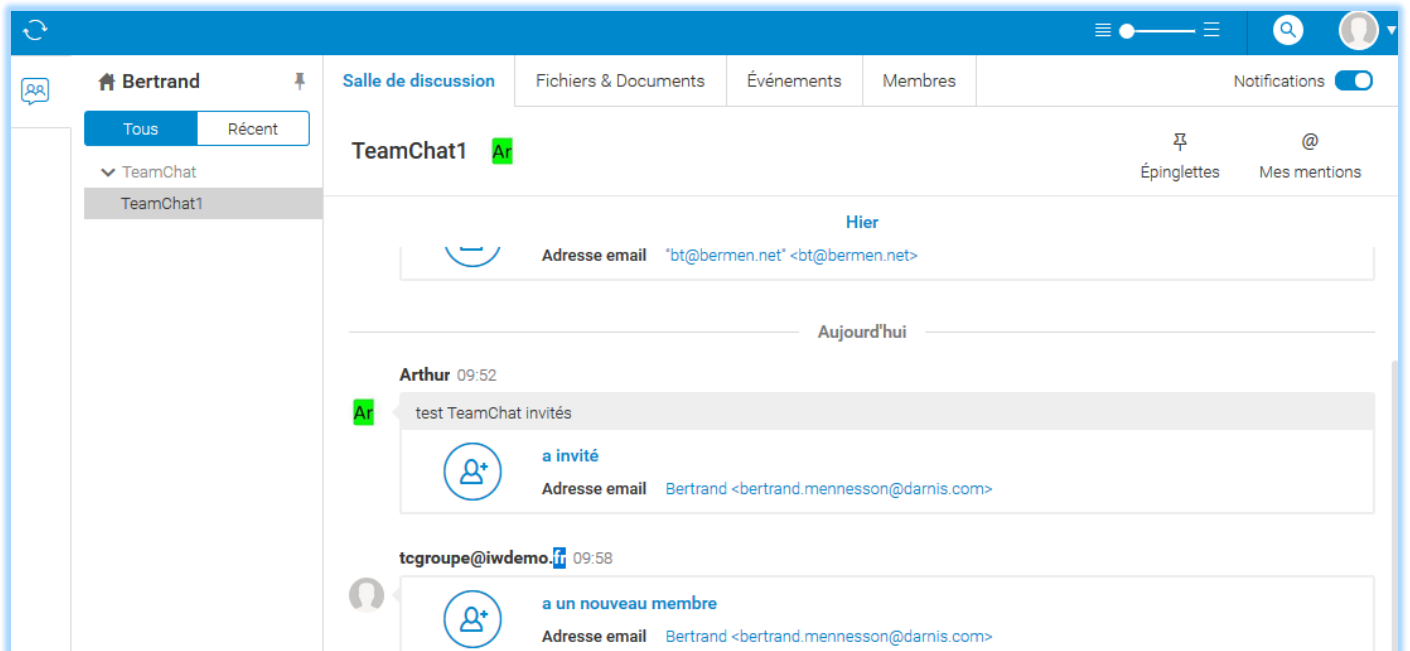 Bertrand
Tous Récent
TeamChat
TeamChat1
Salle de discussion Fichiers & Documents Événements Membres Notifications
TeamChat1 Ar
Épinglettes
@
Mes mentions
Hier
Adresse email "bt@bermen.net" <bt@bermen.net>
Aujourd'hui
Arthur 09:52
Ar
test TeamChat invités
a invité
Adresse email Bertrand <bertrand.mennesson@darnis.com>
tcgroupe@iwdemo.fr 09:58
a un nouveau membre
Adresse email Bertrand <bertrand.mennesson@darnis.com>